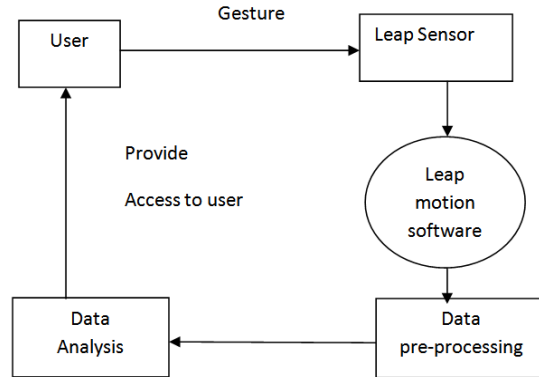 Gesture
User
Leap Sensor
Provide
Access to user
Leap
motion
software
Data
Analysis
Data
pre-processing